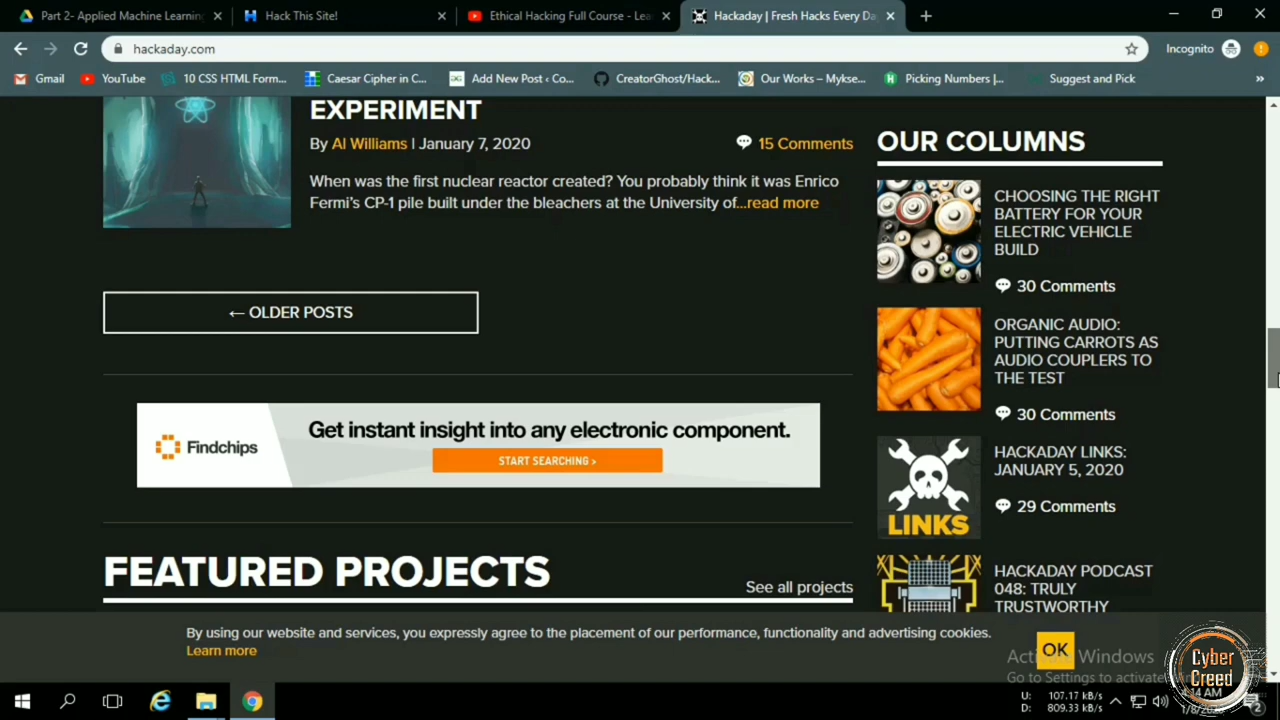 Part 2- Applied Machine Learning
Hack This Site!
Ethical Hacking Full Course - Lea
Hackaday | Fresh Hacks Every Da
hackaday.com
Incognito
Gmail
YouTube
10 CSS HTML Form...
Caesar Cipher in C...
Add New Post ‹ Co...
CreatorGhost/Hack...
Our Works – Mykse...
Picking Numbers |...
Suggest and Pick
»
EXPERIMENT
By Al Williams | January 7, 2020
15 Comments
When was the first nuclear reactor created? You probably think it was Enrico
Fermi's CP-1 pile built under the bleachers at the University of...read more
← OLDER POSTS
Findchips
Get instant insight into any electronic component.
START SEARCHING >
FEATURED PROJECTS
See all projects
OUR COLUMNS
CHOOSING THE RIGHT
BATTERY FOR YOUR
ELECTRIC VEHICLE
BUILD
30 Comments
ORGANIC AUDIO:
PUTTING CARROTS AS
AUDIO COUPLERS TO
THE TEST
30 Comments
LINKS
HACKADAY LINKS:
JANUARY 5, 2020
29 Comments
HACKADAY PODCAST
048: TRULY
TRUSTWORTHY
By using our website and services, you expressly agree to the placement of our performance, functionality and advertising cookies.
Learn more
OK
Windows
Go to Settings to activate
Cyber
Creed
U: 107.17 kB/s
D: 809.33 kB/s
14 AM
2